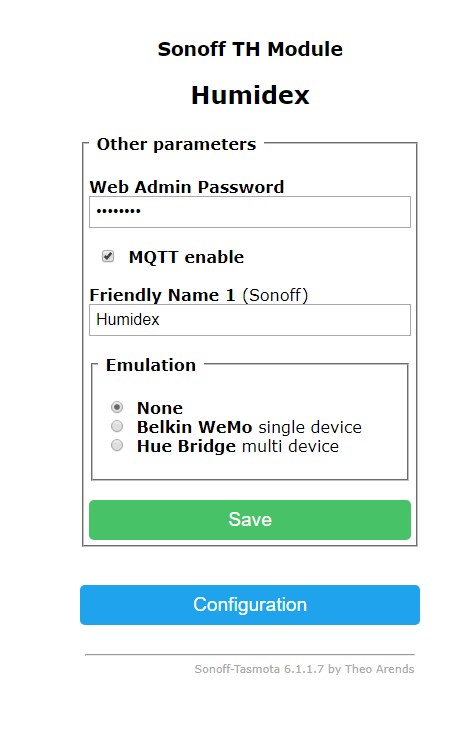 Sonoff TH Module
Humidex
Other parameters
Web Admin Password
••••••••
MQTT enable
Friendly Name 1 (Sonoff)
Humidex
Emulation
None
Belkin WeMo single device
Hue Bridge multi device
Save
Configuration
Sonoff-Tasmota 6.1.1.7 by Theo Arends